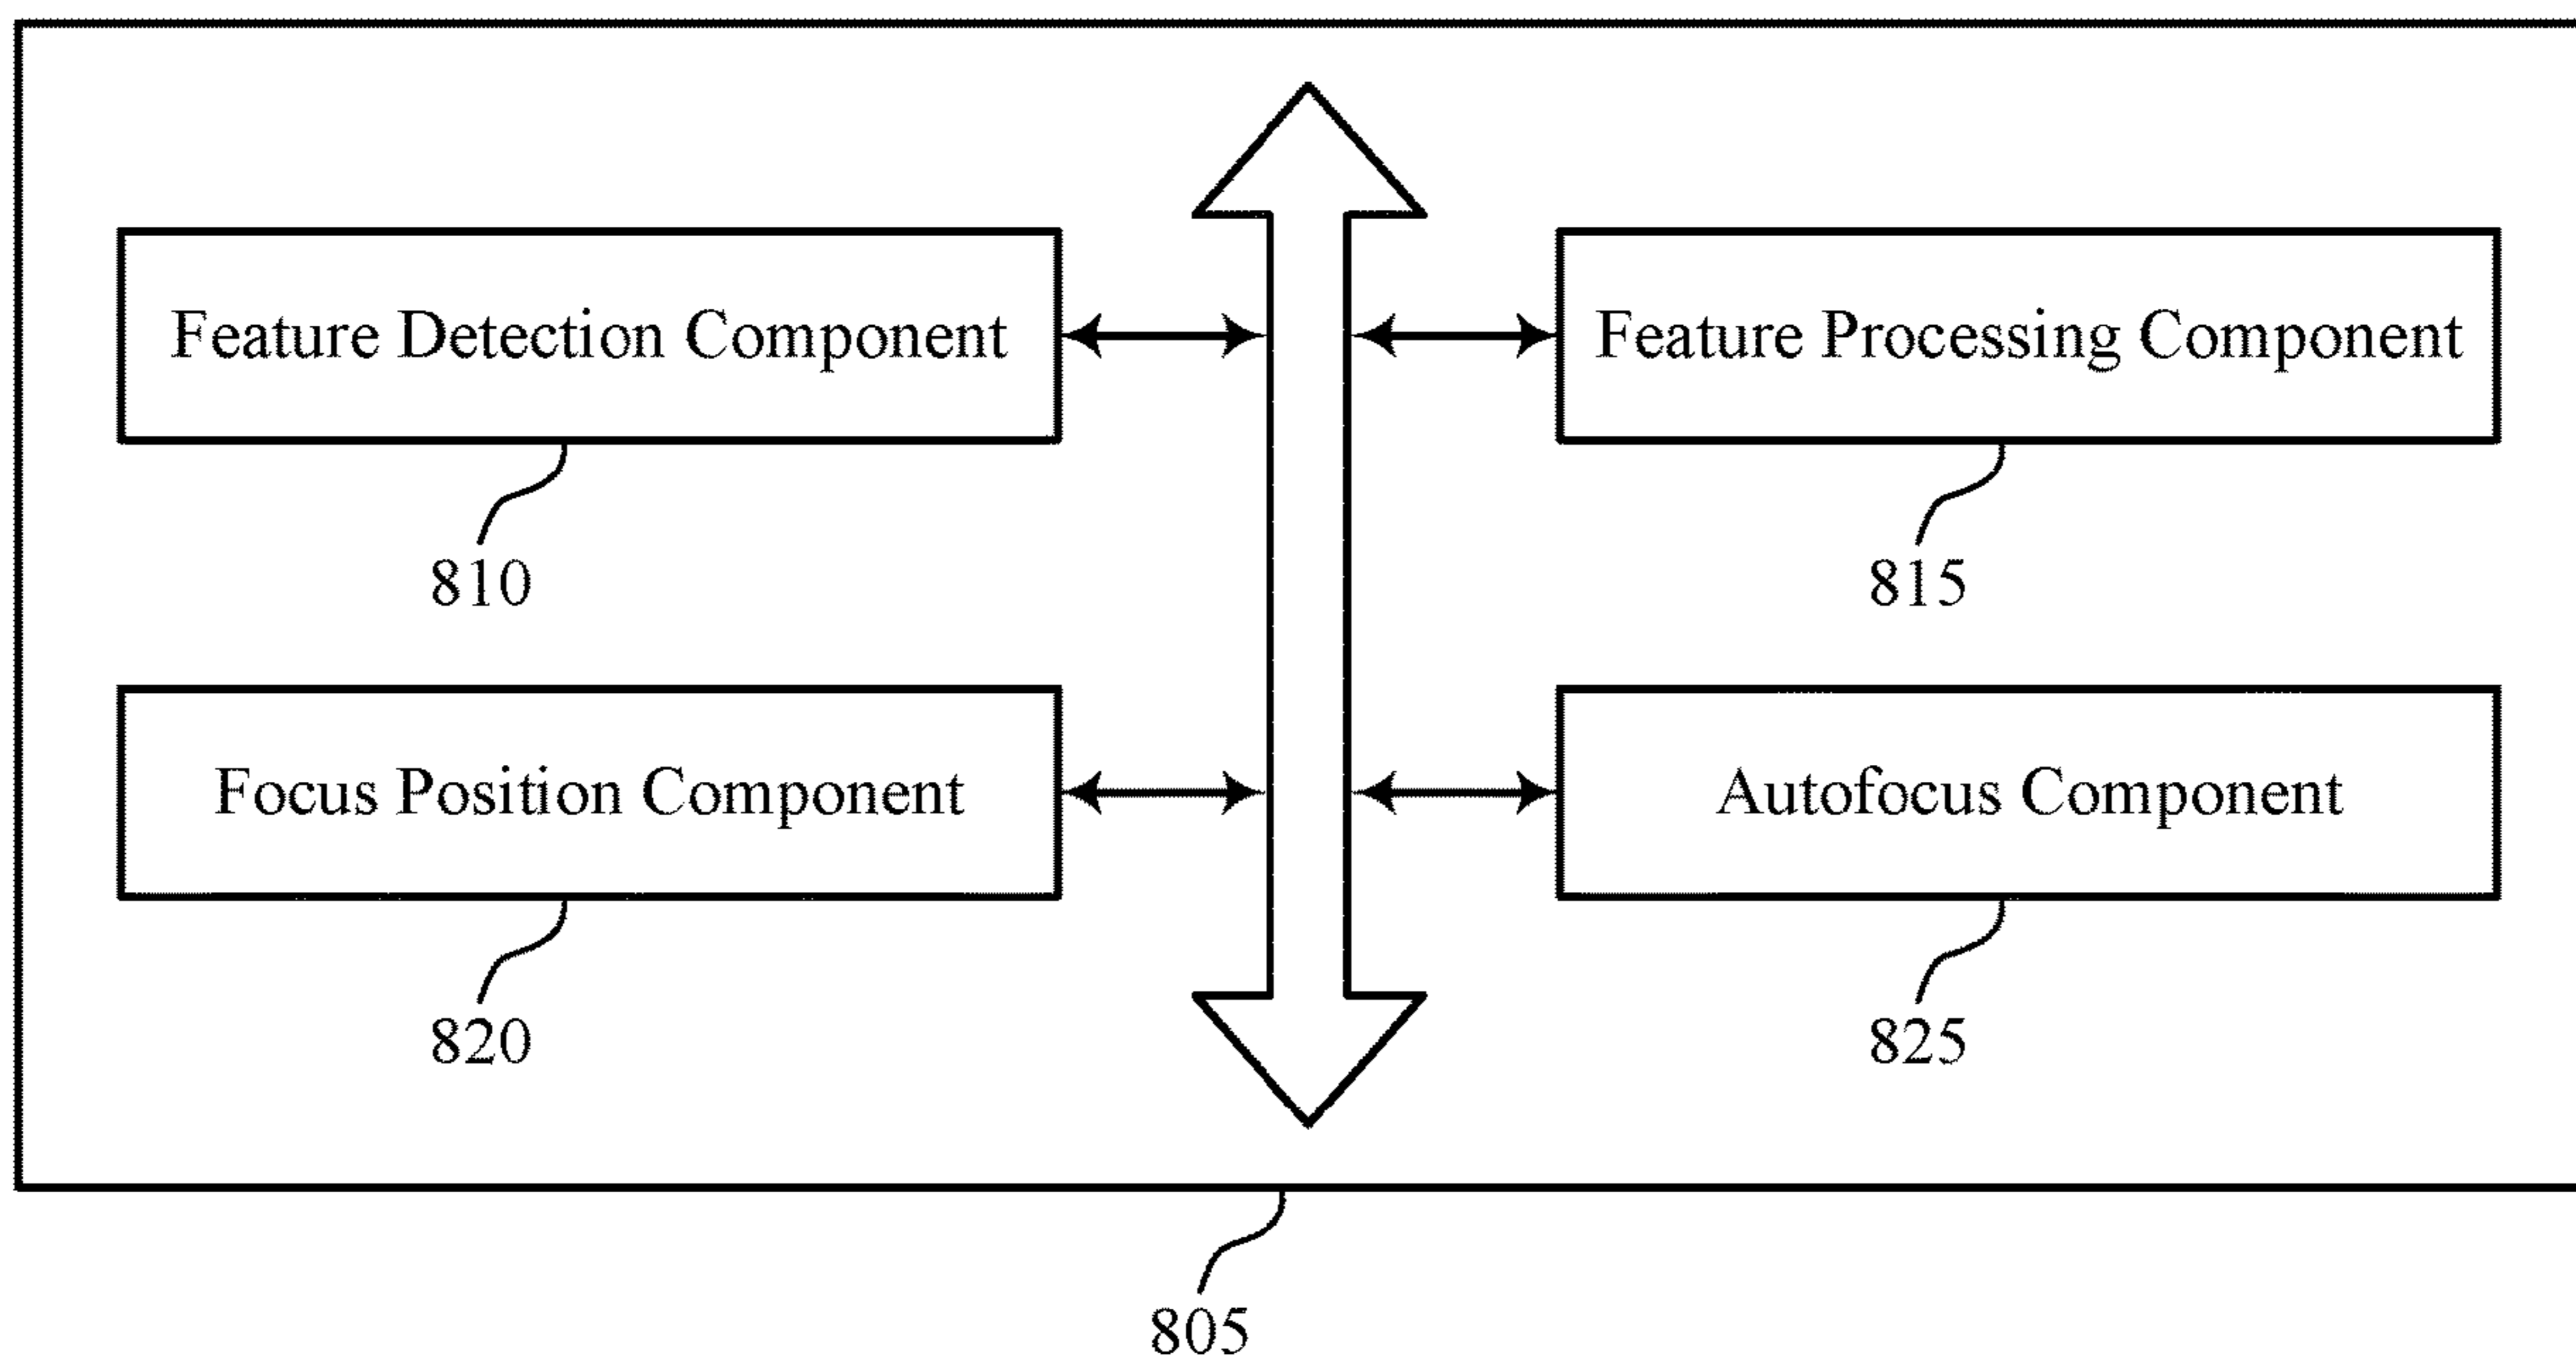 Feature Detection Component
Feature Processing Component
810
815
Focus Position Component
Autofocus Component
820
825
805